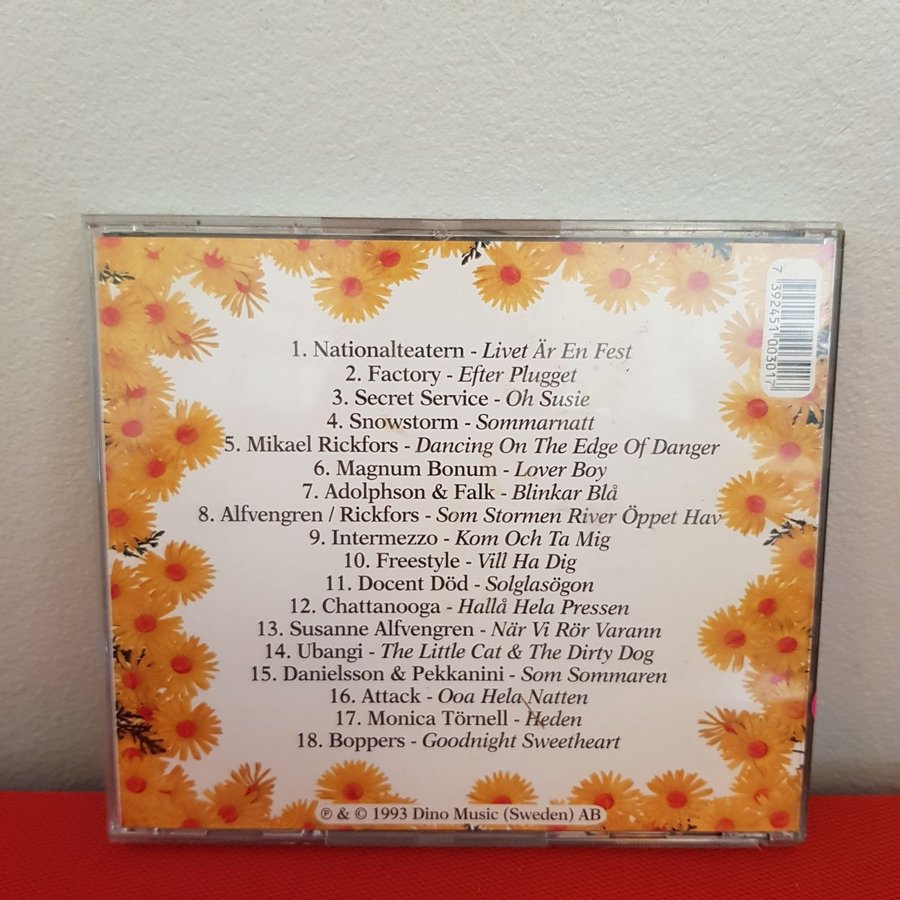 1. Nationalteatern - Livet Är En Fest
2. Factory - Efter Plugget
3. Secret Service - Oh Susie
4. Snowstorm - Sommarnatt
5. Mikael Rickfors - Dancing On The Edge Of Danger
6. Magnum Bonum - Lover Boy
7. Adolphson & Falk - Blinkar Blå
8. Alfvengren / Rickfors - Som Stormen River Öppet Hav
9. Intermezzo - Kom Och Ta Mig
10. Freestyle - Vill Ha Dig
11. Docent Död - Solglasögon
12. Chattanooga - Hallå Hela Pressen
13. Susanne Alfvengren - När Vi Rör Varann
14. Ubangi - The Little Cat & The Dirty Dog
15. Danielsson & Pekkanini - Som Sommaren
16. Attack - Ooa Hela Natten
17. Monica Törnell - Heden
18. Boppers - Goodnight Sweetheart
℗ & © 1993 Dino Music (Sweden) AB
7 392451 003017